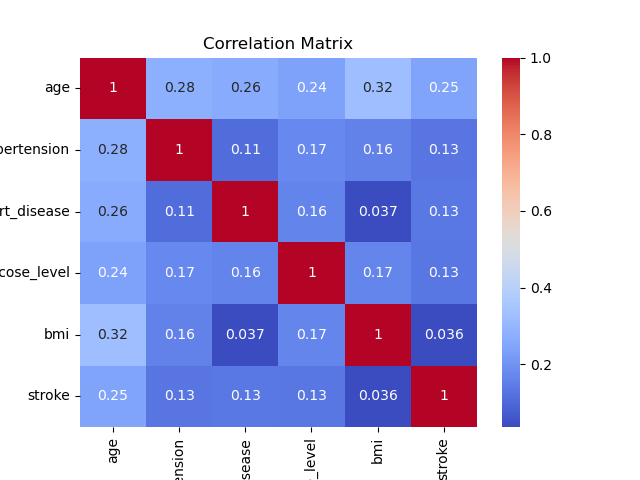 Correlation Matrix
age 1 0.28 0.26 0.24 0.32 0.25 1.0
pertension 0.28 1 0.11 0.17 0.16 0.13 0.8
rt_disease 0.26 0.11 1 0.16 0.037 0.13 0.6
cose_level 0.24 0.17 0.16 1 0.17 0.13 0.4
bmi 0.32 0.16 0.037 0.17 1 0.036 0.2
stroke 0.25 0.13 0.13 0.13 0.036 1
age ension sease _level bmi stroke